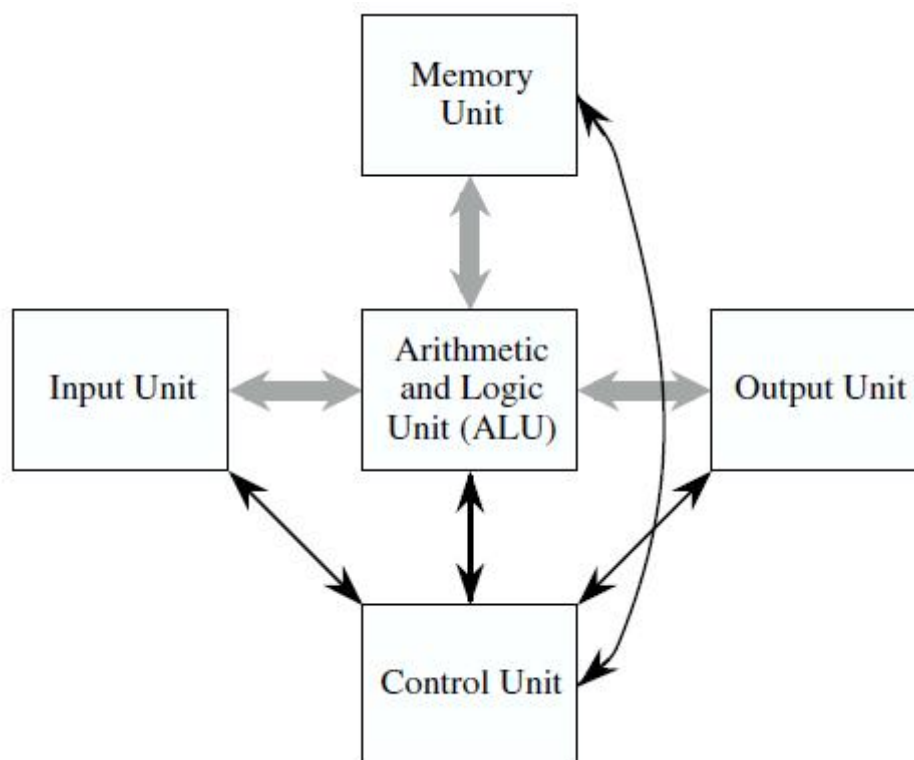 Memory
Unit
Input Unit
Arithmetic
and Logic
Unit (ALU)
Output Unit
Control Unit